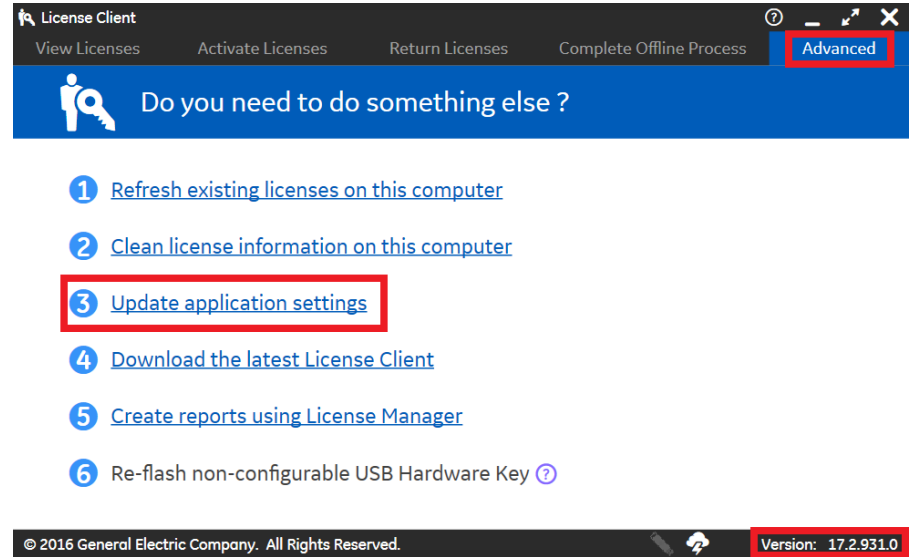 License Client
View Licenses Activate Licenses Return Licenses Complete Offline Process Advanced
Do you need to do something else ?
1 Refresh existing licenses on this computer
2 Clean license information on this computer
3 Update application settings
4 Download the latest License Client
5 Create reports using License Manager
6 Re-flash non-configurable USB Hardware Key ?
© 2016 General Electric Company. All Rights Reserved. Version: 17.2.931.0